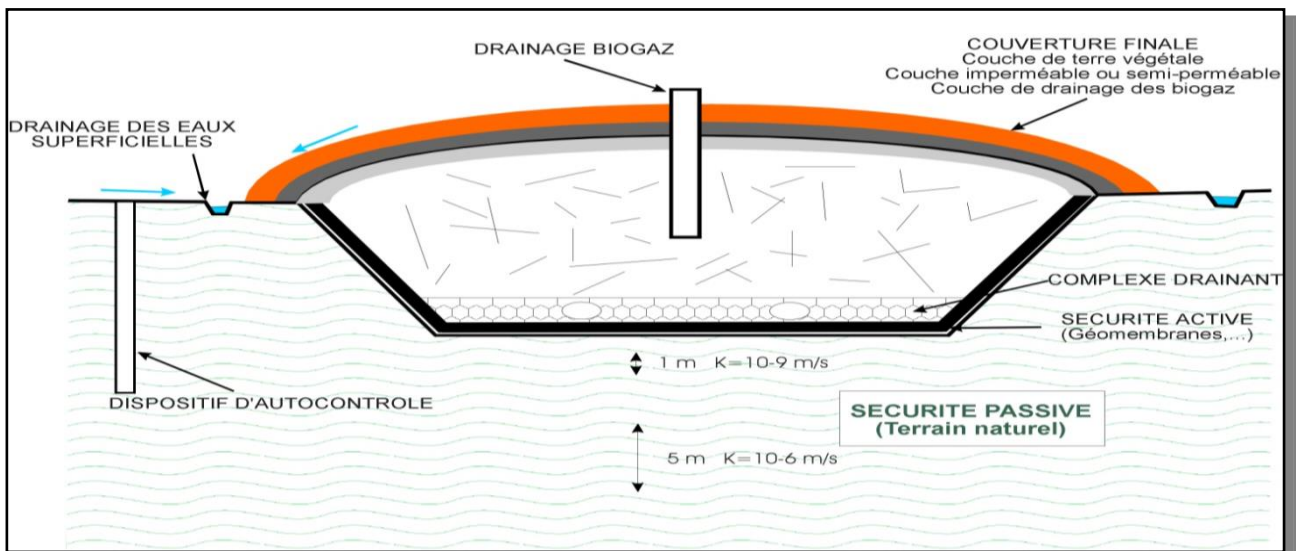 DRAINAGE BIOGAZ
COUVERTURE FINALE
Couche de terre végétale
Couche imperméable ou semi-perméable
Couche de drainage des biogaz
DRAINAGE DES EAUX
SUPERFICIELLES
COMPLEXE DRAINANT
SECURITE ACTIVE
(Géomembranes,...)
1 m K=10-9 m/s
DISPOSITIF D'AUTOCONTROLE
SECURITE PASSIVE
(Terrain naturel)
5 m K=10-6 m/s